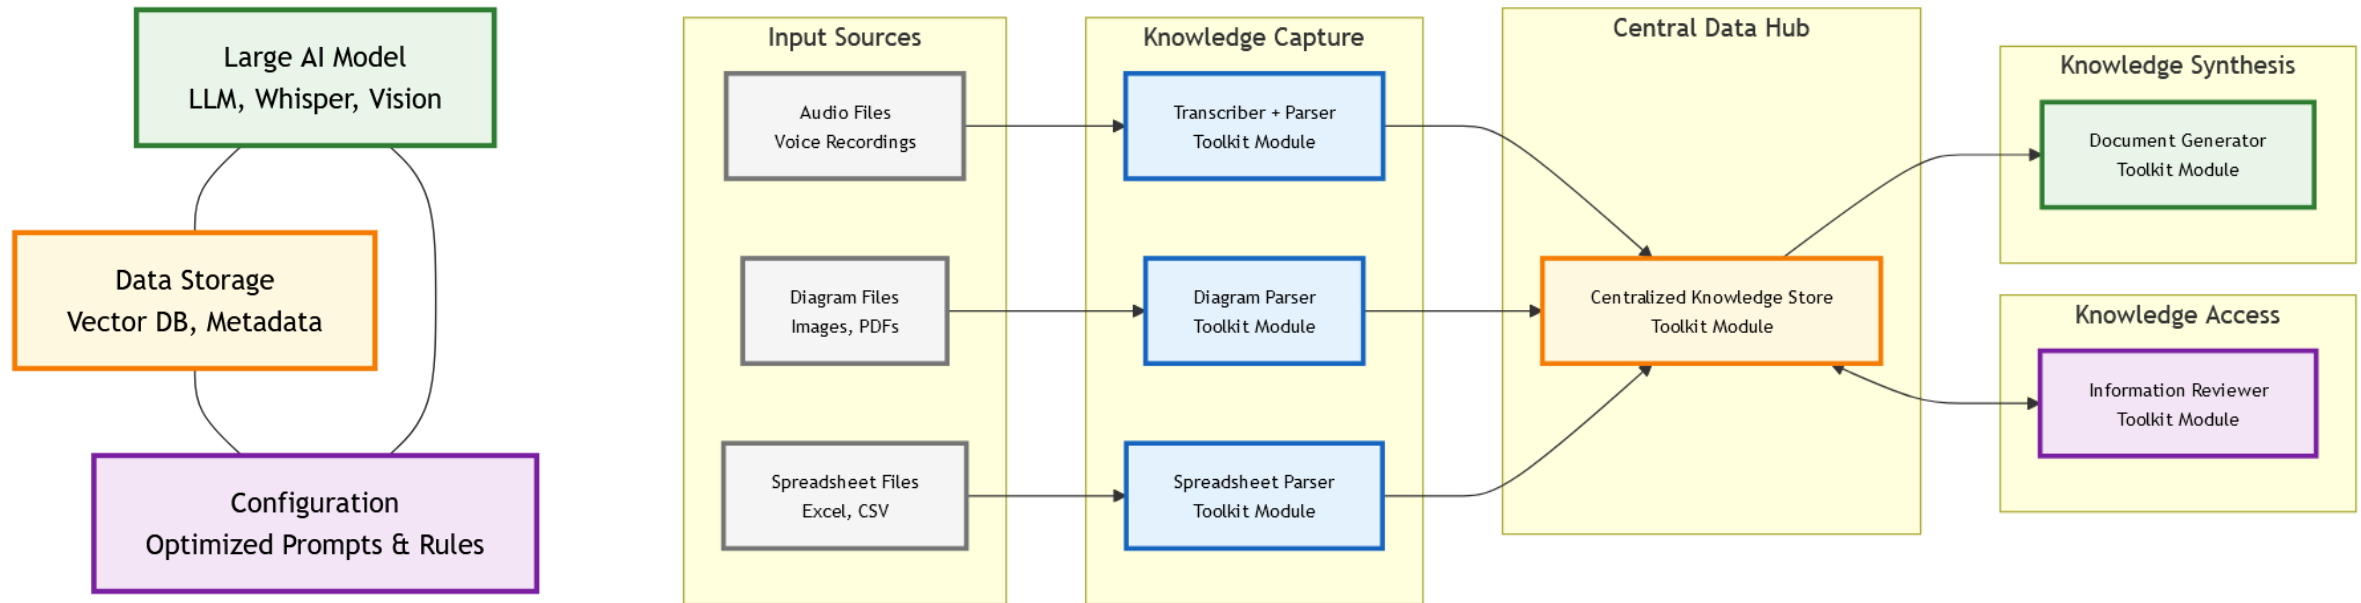 Large AI Model
LLM, Whisper, Vision
Data Storage
Vector DB, Metadata
Configuration
Optimized Prompts & Rules
Input Sources
Audio Files
Voice Recordings
Diagram Files
Images, PDFs
Spreadsheet Files
Excel, CSV
Knowledge Capture
Transcriber + Parser
Toolkit Module
Diagram Parser
Toolkit Module
Spreadsheet Parser
Toolkit Module
Central Data Hub
Centralized Knowledge Store
Toolkit Module
Knowledge Synthesis
Document Generator
Toolkit Module
Knowledge Access
Information Reviewer
Toolkit Module